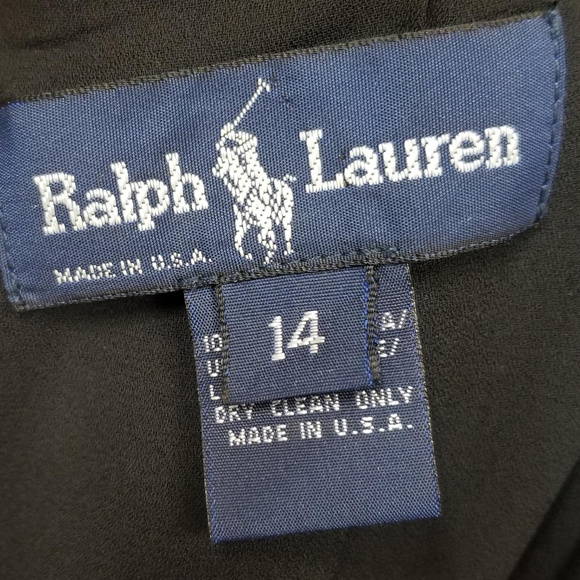 Ralph Lauren
MADE IN U.S.A.
14
DRY CLEAN ONLY
MADE IN U.S.A.